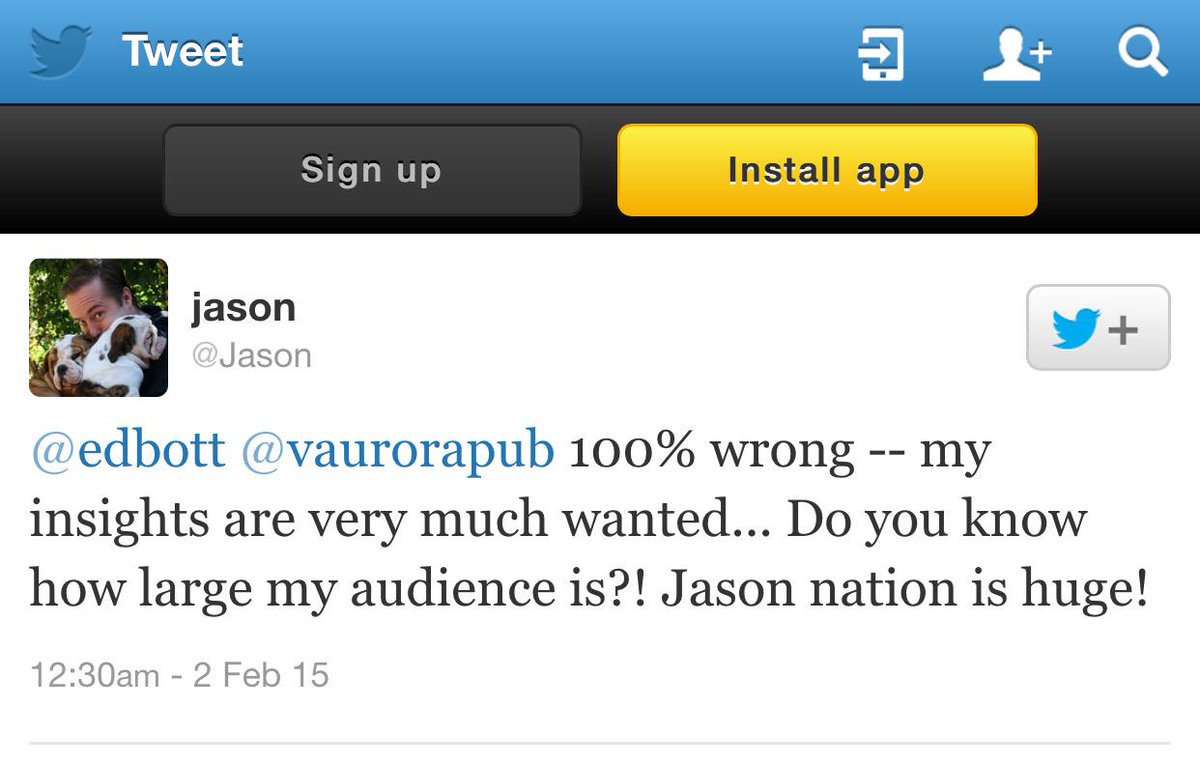 Tweet
Sign up
Install app
jason
@Jason
@edbott @vaurorapub 100% wrong -- my
insights are very much wanted... Do you know
how large my audience is?! Jason nation is huge!
12:30am - 2 Feb 15